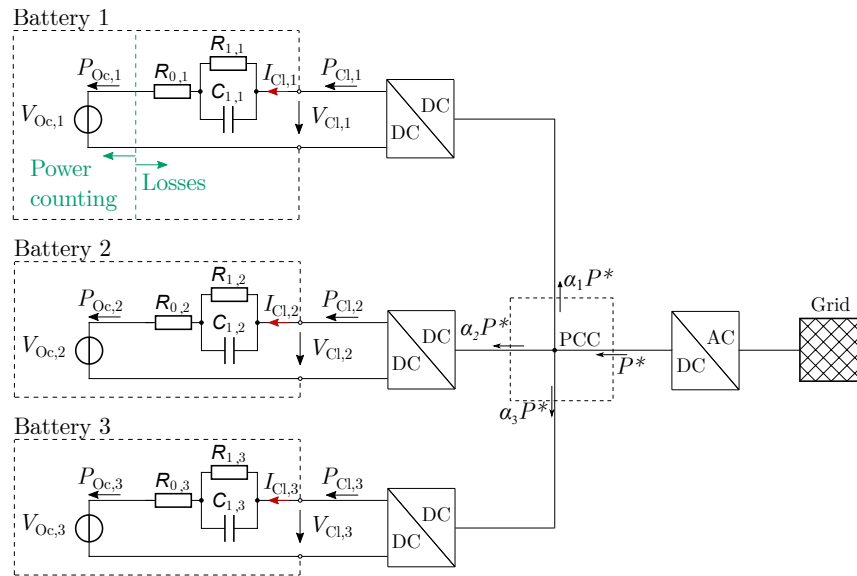 Battery 1
R1,1
POc,1
R0,1
ICl,1
PCl,1
C1,1
DC
VOc,1
VCl,1
DC
Power
counting
Losses
Battery 2
R1,2
POc,2
R0,2
ICl,2
PCl,2
α1P*
Grid
C1,2
DC
α2P*
VOc,2
VCl,2
DC
PCC
AC
DC
P*
α3P*
Battery 3
R1,3
POc,3
R0,3
ICl,3
PCl,3
C1,3
DC
VOc,3
VCl,3
DC